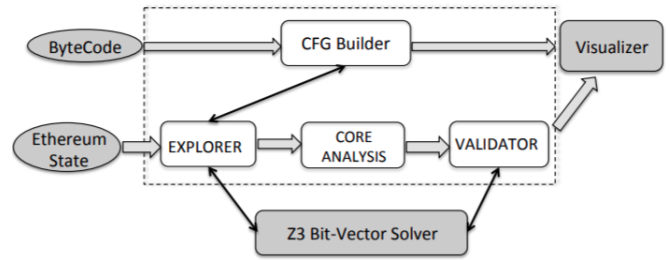 ByteCode
CFG Builder
Visualizer
Ethereum
State
EXPLORER
CORE
ANALYSIS
VALIDATOR
Z3 Bit-Vector Solver